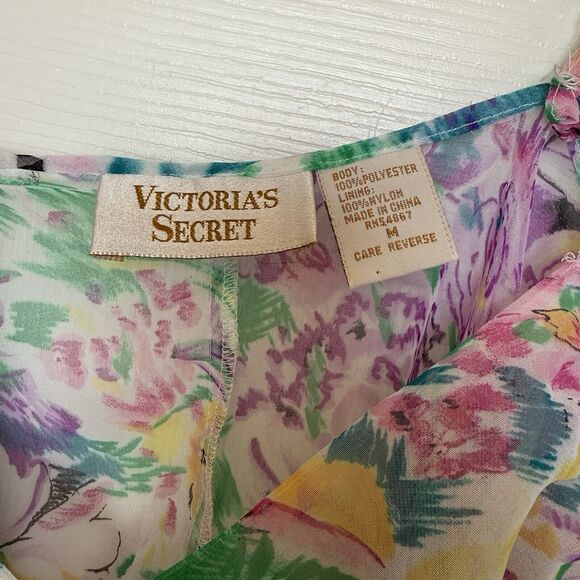 VICTORIA'S
SECRET
BODY:
100%POLYESTER
LINING:
100%NYLON
MADE IN CHINA
RN54867
M
CARE REVERSE